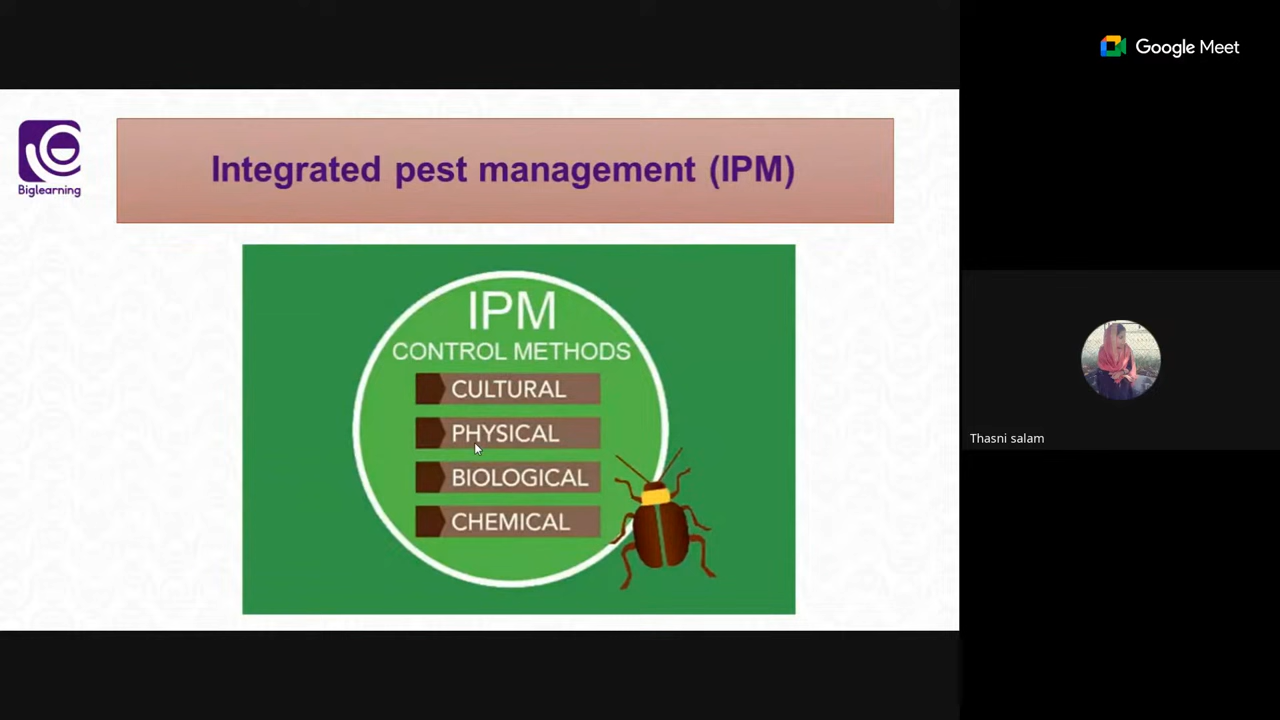 Google Meet
Integrated pest management (IPM)
Biglearning
IPM
CONTROL METHODS
CULTURAL
PHYSICAL
BIOLOGICAL
CHEMICAL
Thasni salam